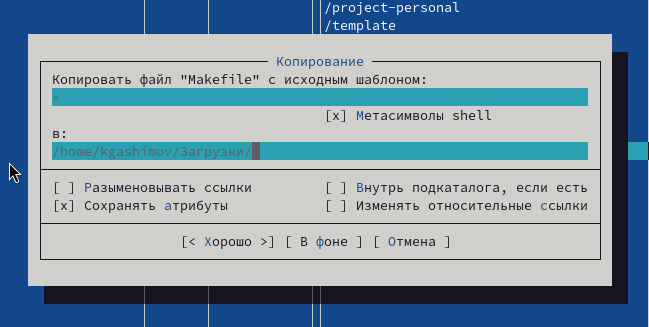 /project-personal
/template
Копирование
Копировать файл "Makefile" с исходным шаблоном:
*
[x] Метасимволы shell
в:
/home/kgashimov/Загрузки/
[ ] Разыменовывать ссылки [ ] Внутрь подкаталога, если есть
[x] Сохранять атрибуты [ ] Изменять относительные ссылки
[< Хорошо >] [ В фоне ] [ Отмена ]